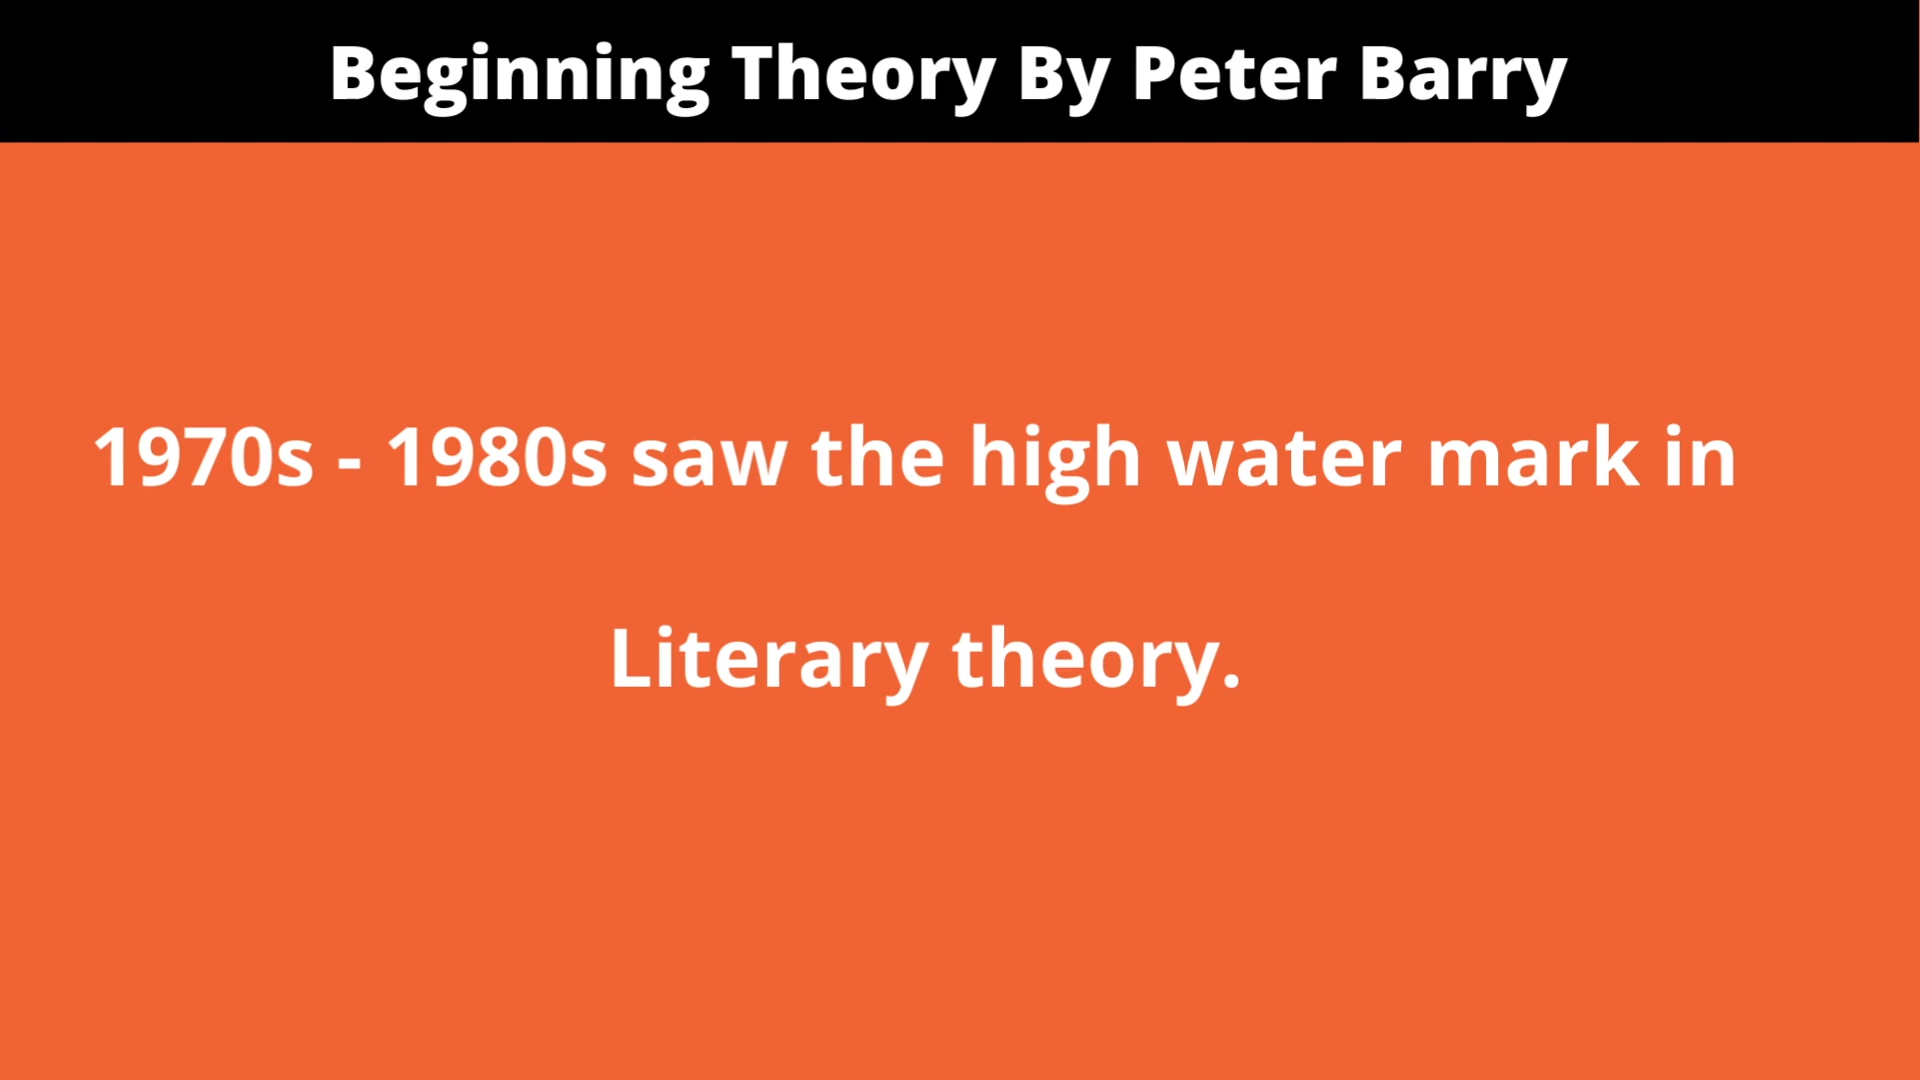 Beginning Theory By Peter Barry
1970s - 1980s saw the high water mark in
Literary theory.